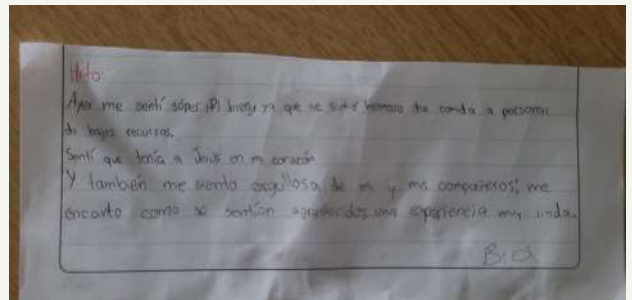 Hito:
Ayer me sentí súper bien, ya que se sintió hermoso dar comida a personas
de bajos recursos.
Sentí que tenía a Jesús en mi corazón
Y también me siento orgullosa de mi y mis compañeros, me
encanto como se sentían agradecidos una experiencia muy linda.